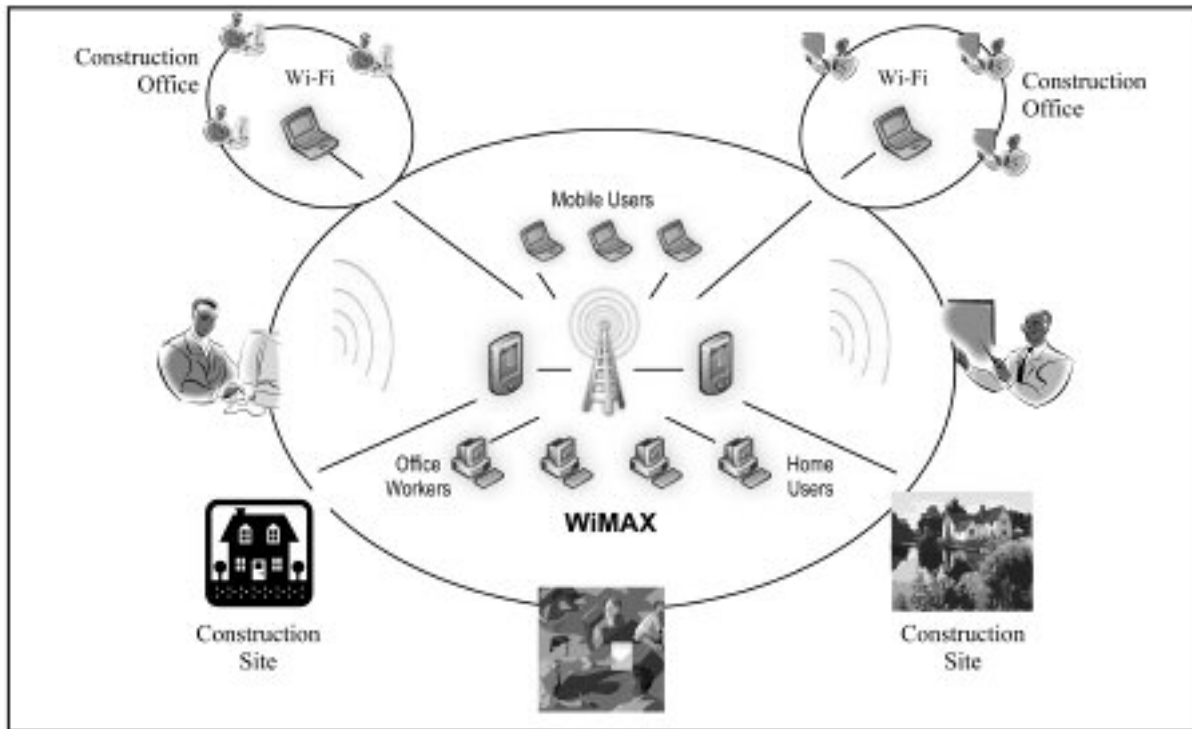 Construction
Office
Wi-Fi
Wi-Fi
Construction
Office
Mobile Users
Office
Workers
Home
Users
WiMAX
Construction
Site
Construction
Site